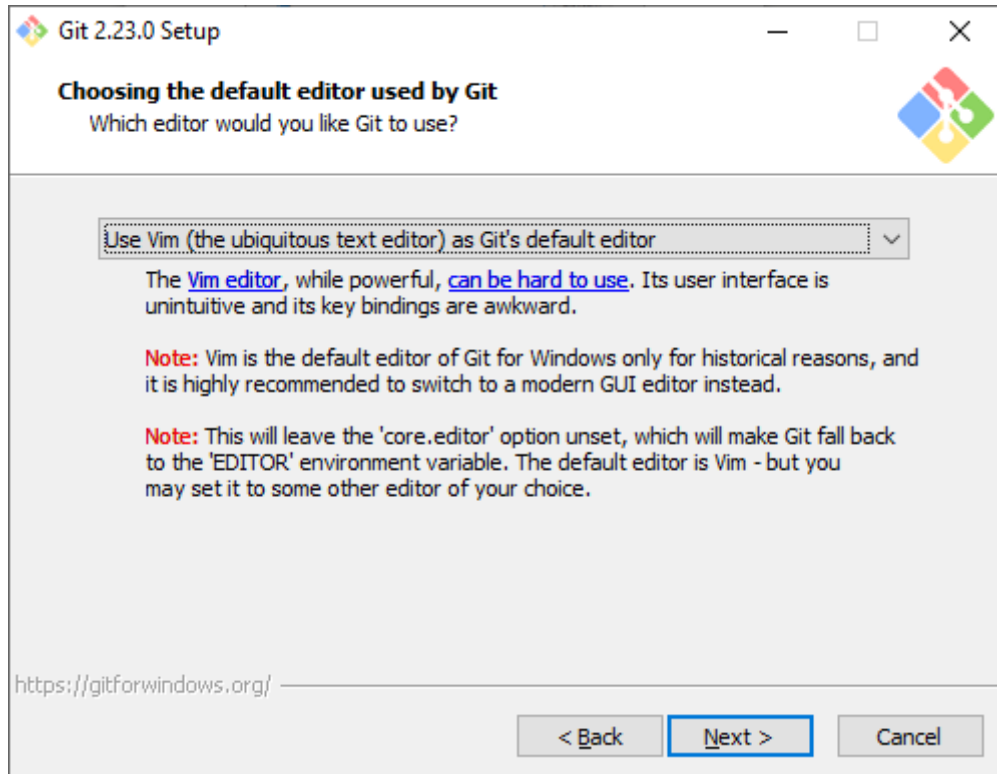 Git 2.23.0 Setup
Choosing the default editor used by Git
Which editor would you like Git to use?
Use Vim (the ubiquitous text editor) as Git's default editor
The Vim editor, while powerful, can be hard to use. Its user interface is
unintuitive and its key bindings are awkward.
Note: Vim is the default editor of Git for Windows only for historical reasons, and
it is highly recommended to switch to a modern GUI editor instead.
Note: This will leave the 'core.editor' option unset, which will make Git fall back
to the 'EDITOR' environment variable. The default editor is Vim - but you
may set it to some other editor of your choice.
https://gitforwindows.org/
< Back
Next >
Cancel